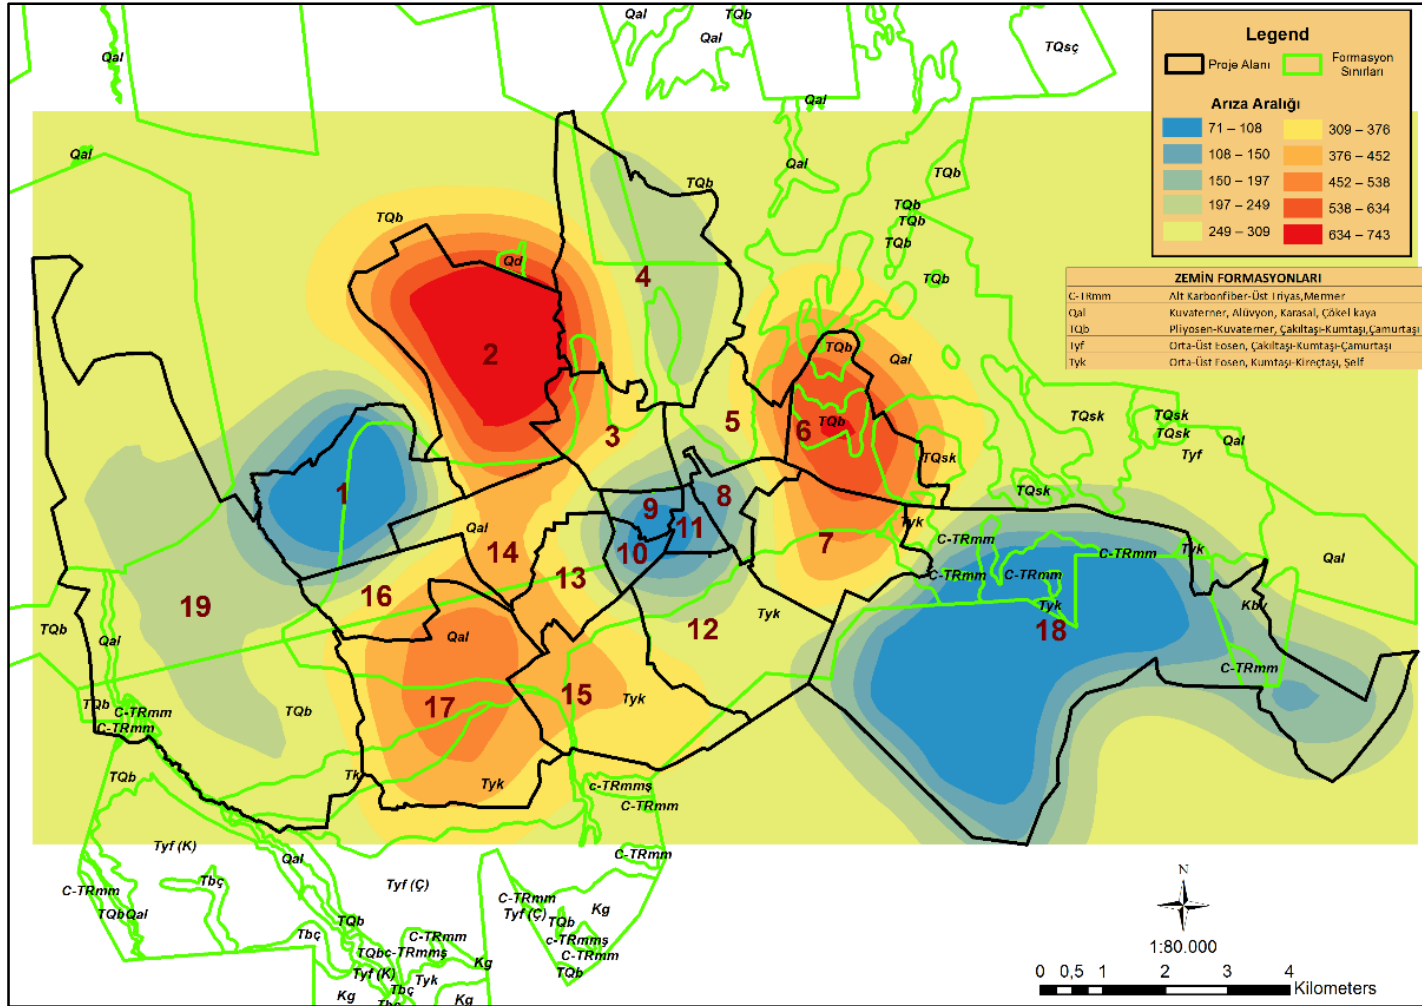 Qal
TQb
Qal
TQsç
Qal
Legend
Proje Alanı
Formasyon
Sınırları
Arıza Aralığı
71 – 108
309 – 376
108 – 150
376 – 452
150 – 197
452 – 538
197 – 249
538 – 634
249 – 309
634 – 743
ZEMİN FORMASYONLARI
C-TRmm Alt Karbonfiber-Üst Triyas,Mermer
Qal Kuvaterner, Alüvyon, Karasal, Çökel kaya
TQb Pliyosen-Kuvaterner, Çakıltaşı-Kumtaşı,Çamurtaşı
Tyf Orta-Üst Eosen, Çakıltaşı-Kumtaşı-Çamurtaşı
Tyk Orta-Üst Eosen, Kumtaşı-Kireçtaşı, Şelf
Qal
Qal
Qal
TQb
TQb
TQb
TQb
TQb
TQb
TQb
Qd
4
2
TQb
Qal
5
3
6
TQb
TQsk
TQsk
TQsk
Tyf
Qal
TQsk
TQsk
1
8
9
11
10
7
Qal
14
13
Tyk
C-TRmm
C-TRmm
C-TRmm
C-TRmm
Tyk
Qal
Tyk
18
Kbv
C-TRmm
16
19
12
Tyk
Qal
17
15
Tyk
TQb
Qal
TQb
C-TRmm
C-TRmm
TQb
Tk
Tyk
TQb
c-TRmmş
C-TRmm
C-TRmm
Tyf (K)
Qal
Tbç
C-TRmm
TQbQal
Tyf (Ç)
C-TRmm
Tyf (Ç)
Kg
TQb
c-TRmmş
C-TRmm
TQb
TQb
Tbç
C-TRmm
TQbc-TRmmş
Kg
Tyf (K)
Tyk
Tbç
Kg
Kg
N
1:80.000
0 0,5 1 2 3 4
Kilometers